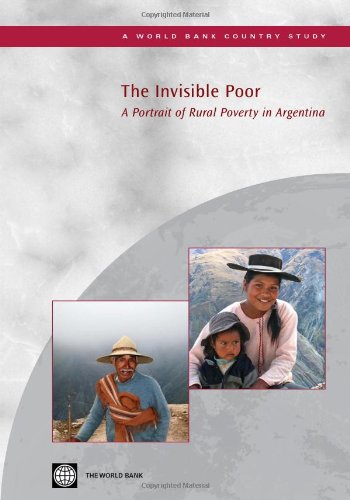 Copyrighted Material
A WORLD BANK COUNTRY STUDY
The Invisible Poor
A Portrait of Rural Poverty in Argentina
THE WORLD BANK
Copyrighted Material